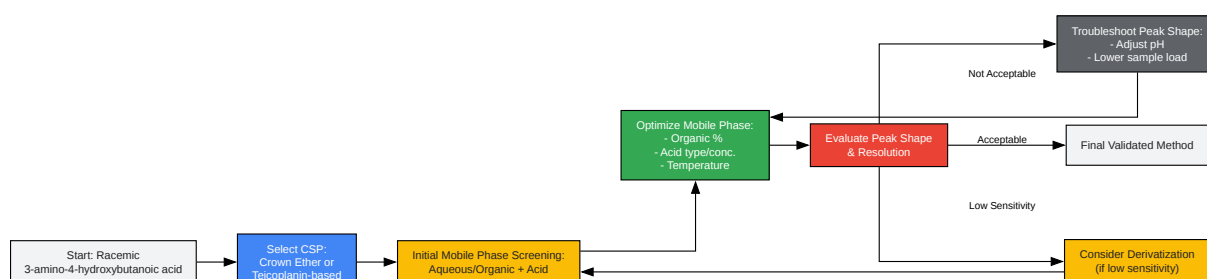 Start: Racemic
3-amino-4-hydroxybutanoic acid
Select CSP:
Crown Ether or
Teicoplanin-based
Initial Mobile Phase Screening:
Aqueous/Organic + Acid
Optimize Mobile Phase:
- Organic %
- Acid type/conc.
- Temperature
Evaluate Peak Shape
& Resolution
Not Acceptable
Troubleshoot Peak Shape:
- Adjust pH
- Lower sample load
Acceptable
Final Validated Method
Low Sensitivity
Consider Derivatization
(if low sensitivity)